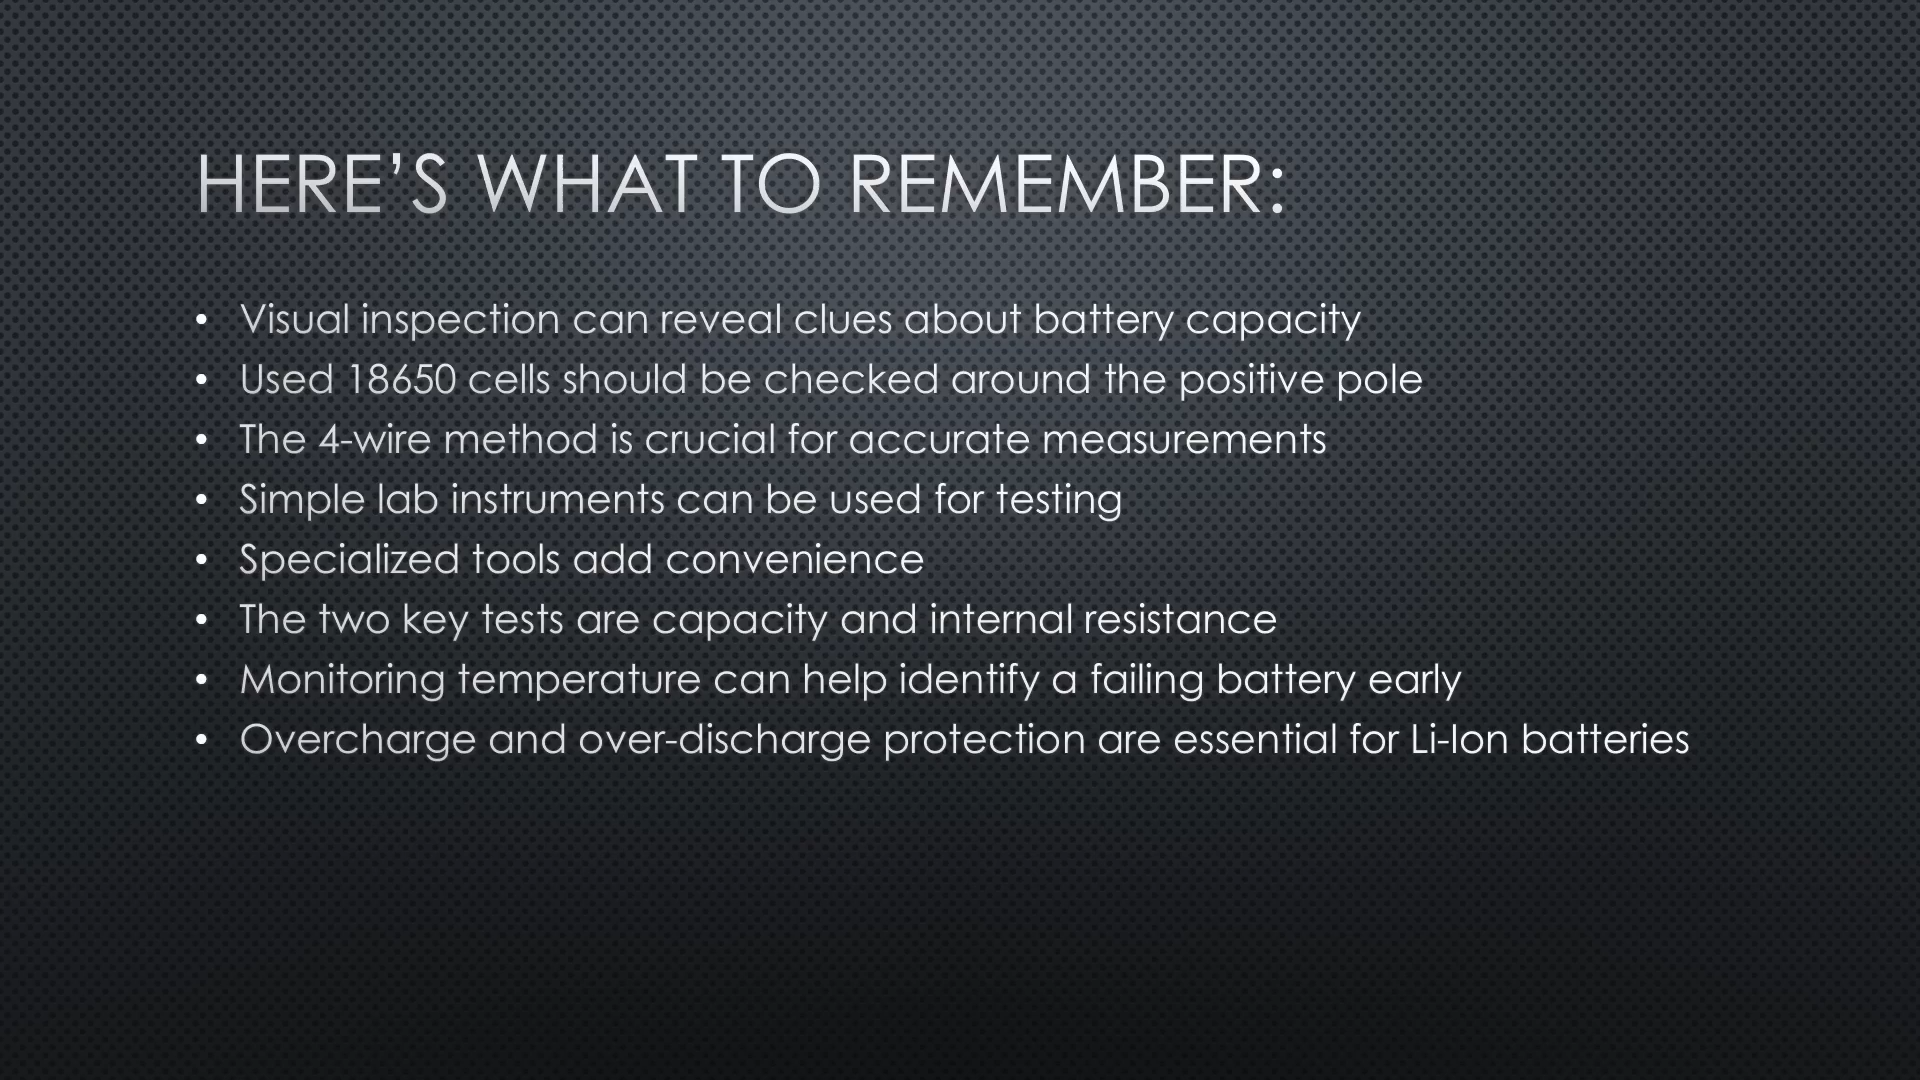 HERE’S WHAT TO REMEMBER:
• Visual inspection can reveal clues about battery capacity
• Used 18650 cells should be checked around the positive pole
• The 4-wire method is crucial for accurate measurements
• Simple lab instruments can be used for testing
• Specialized tools add convenience
• The two key tests are capacity and internal resistance
• Monitoring temperature can help identify a failing battery early
• Overcharge and over-discharge protection are essential for Li-Ion batteries